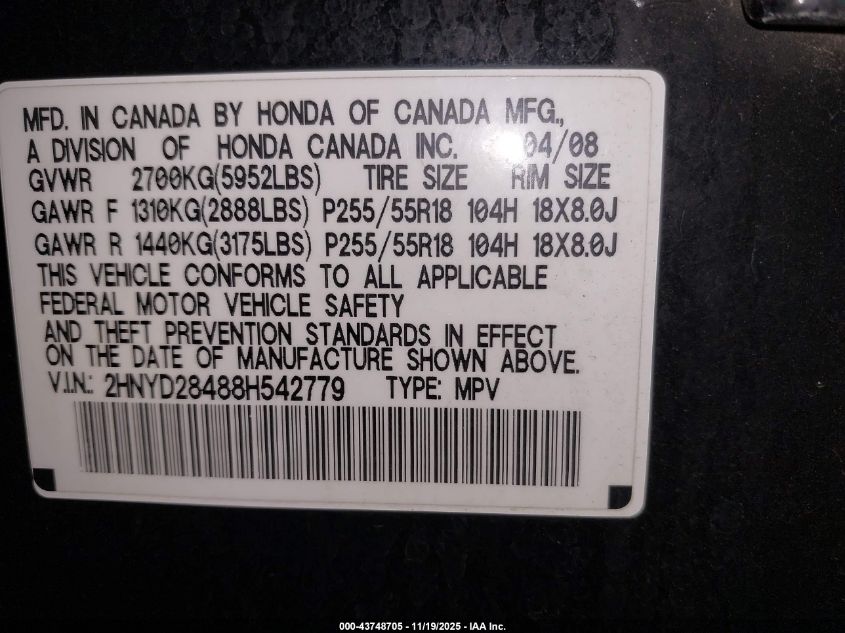 MFD. IN CANADA BY HONDA OF CANADA MFG.,
A DIVISION OF HONDA CANADA INC. 04/08
GVWR 2700KG(5952LBS) TIRE SIZE RIM SIZE
GAWR F 1310KG(2888LBS) P255/55R18 104H 18X8.0J
GAWR R 1440KG(3175LBS) P255/55R18 104H 18X8.0J
THIS VEHICLE CONFORMS TO ALL APPLICABLE
FEDERAL MOTOR VEHICLE SAFETY
AND THEFT PREVENTION STANDARDS IN EFFECT
ON THE DATE OF MANUFACTURE SHOWN ABOVE.
V.I.N.: 2HNYD28488H542779 TYPE: MPV
000-43748705 - 11/19/2025 - IAA Inc.